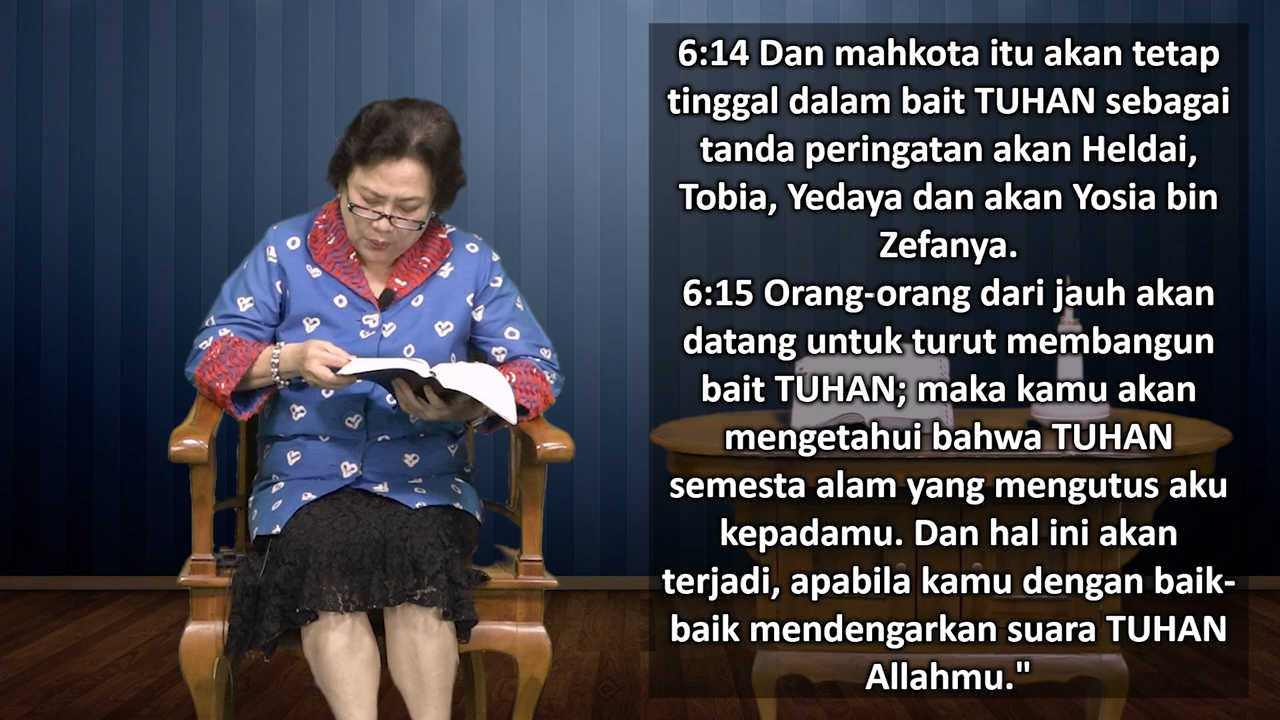 6:14 Dan mahkota itu akan tetap
tinggal dalam bait TUHAN sebagai
tanda peringatan akan Heldai,
Tobia, Yedaya dan akan Yosia bin
Zefanya.
6:15 Orang-orang dari jauh akan
datang untuk turut membangun
bait TUHAN; maka kamu akan
mengetahui bahwa TUHAN
semesta alam yang mengutus aku
kepadamu. Dan hal ini akan
terjadi, apabila kamu dengan baik-
baik mendengarkan suara TUHAN
Allahmu."